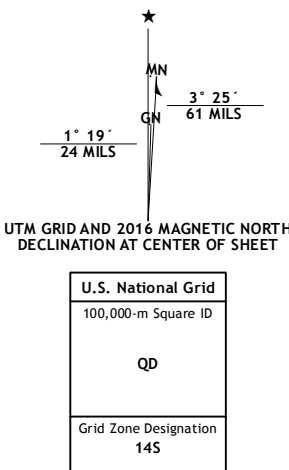 ★
MN
3° 25´
61 MILS
GN
1° 19´
24 MILS
UTM GRID AND 2016 MAGNETIC NORTH
DECLINATION AT CENTER OF SHEET
U.S. National Grid
100,000-m Square ID
QD
Grid Zone Designation
14S